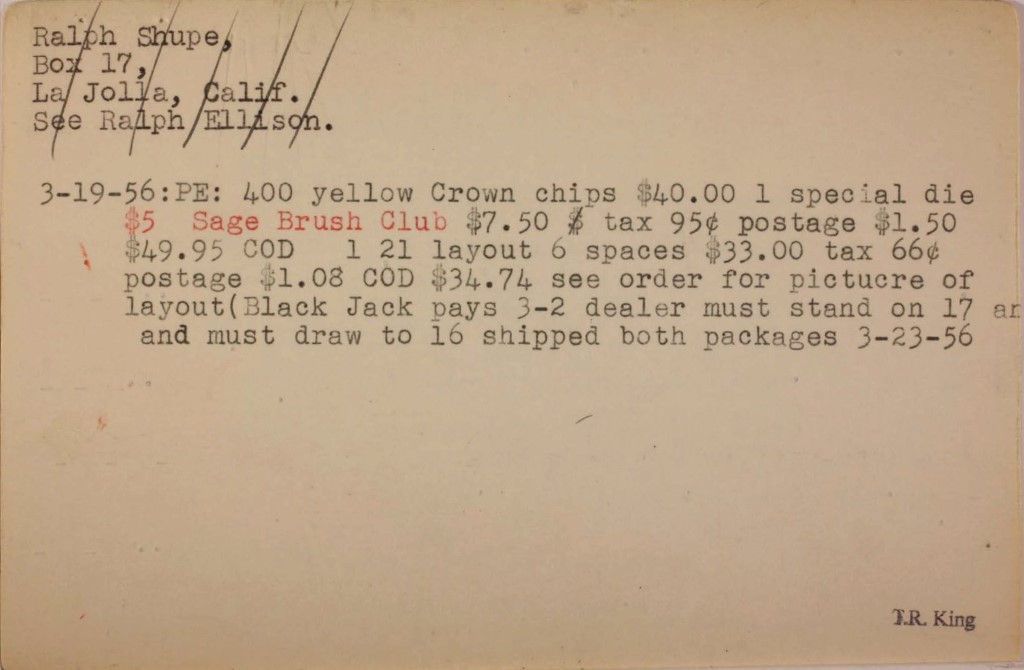 Ralph Shupe,
Box 17,
La Jolla, Calif.
See Ralph Ellison.
3-19-56:PE: 400 yellow Crown chips $40.00 1 special die
$5 Sage Brush Club $7.50 $ tax 95¢ postage $1.50
$49.95 COD 1 21 layout 6 spaces $33.00 tax 66¢
postage $1.08 COD $34.74 see order for pictucre of
layout(Black Jack pays 3-2 dealer must stand on 17 an
and must draw to 16 shipped both packages 3-23-56
T.R. King